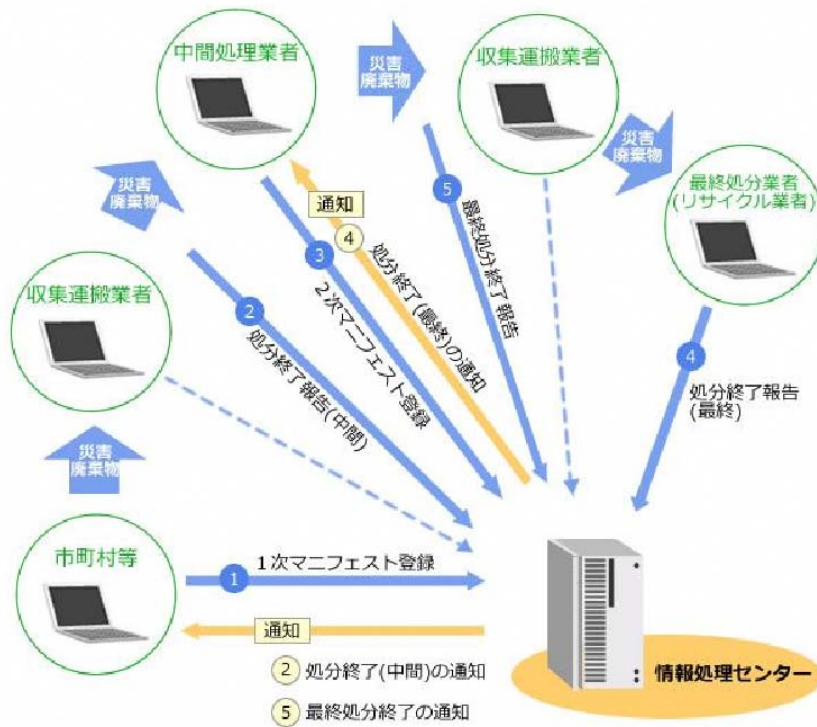 中間処理業者
災害
廃棄物
収集運搬業者
災害
廃棄物
最終処分業者
(リサイクル業者)
災害
廃棄物
収集運搬業者
災害
廃棄物
市町村等
通知
④
処分終了(最終)の通知
③
2次マニフェスト登録
⑤
最終処分終了報告
②
処分終了報告(中間)
④
処分終了報告
(最終)
①
1次マニフェスト登録
通知
② 処分終了(中間)の通知
⑤ 最終処分終了の通知
情報処理センター